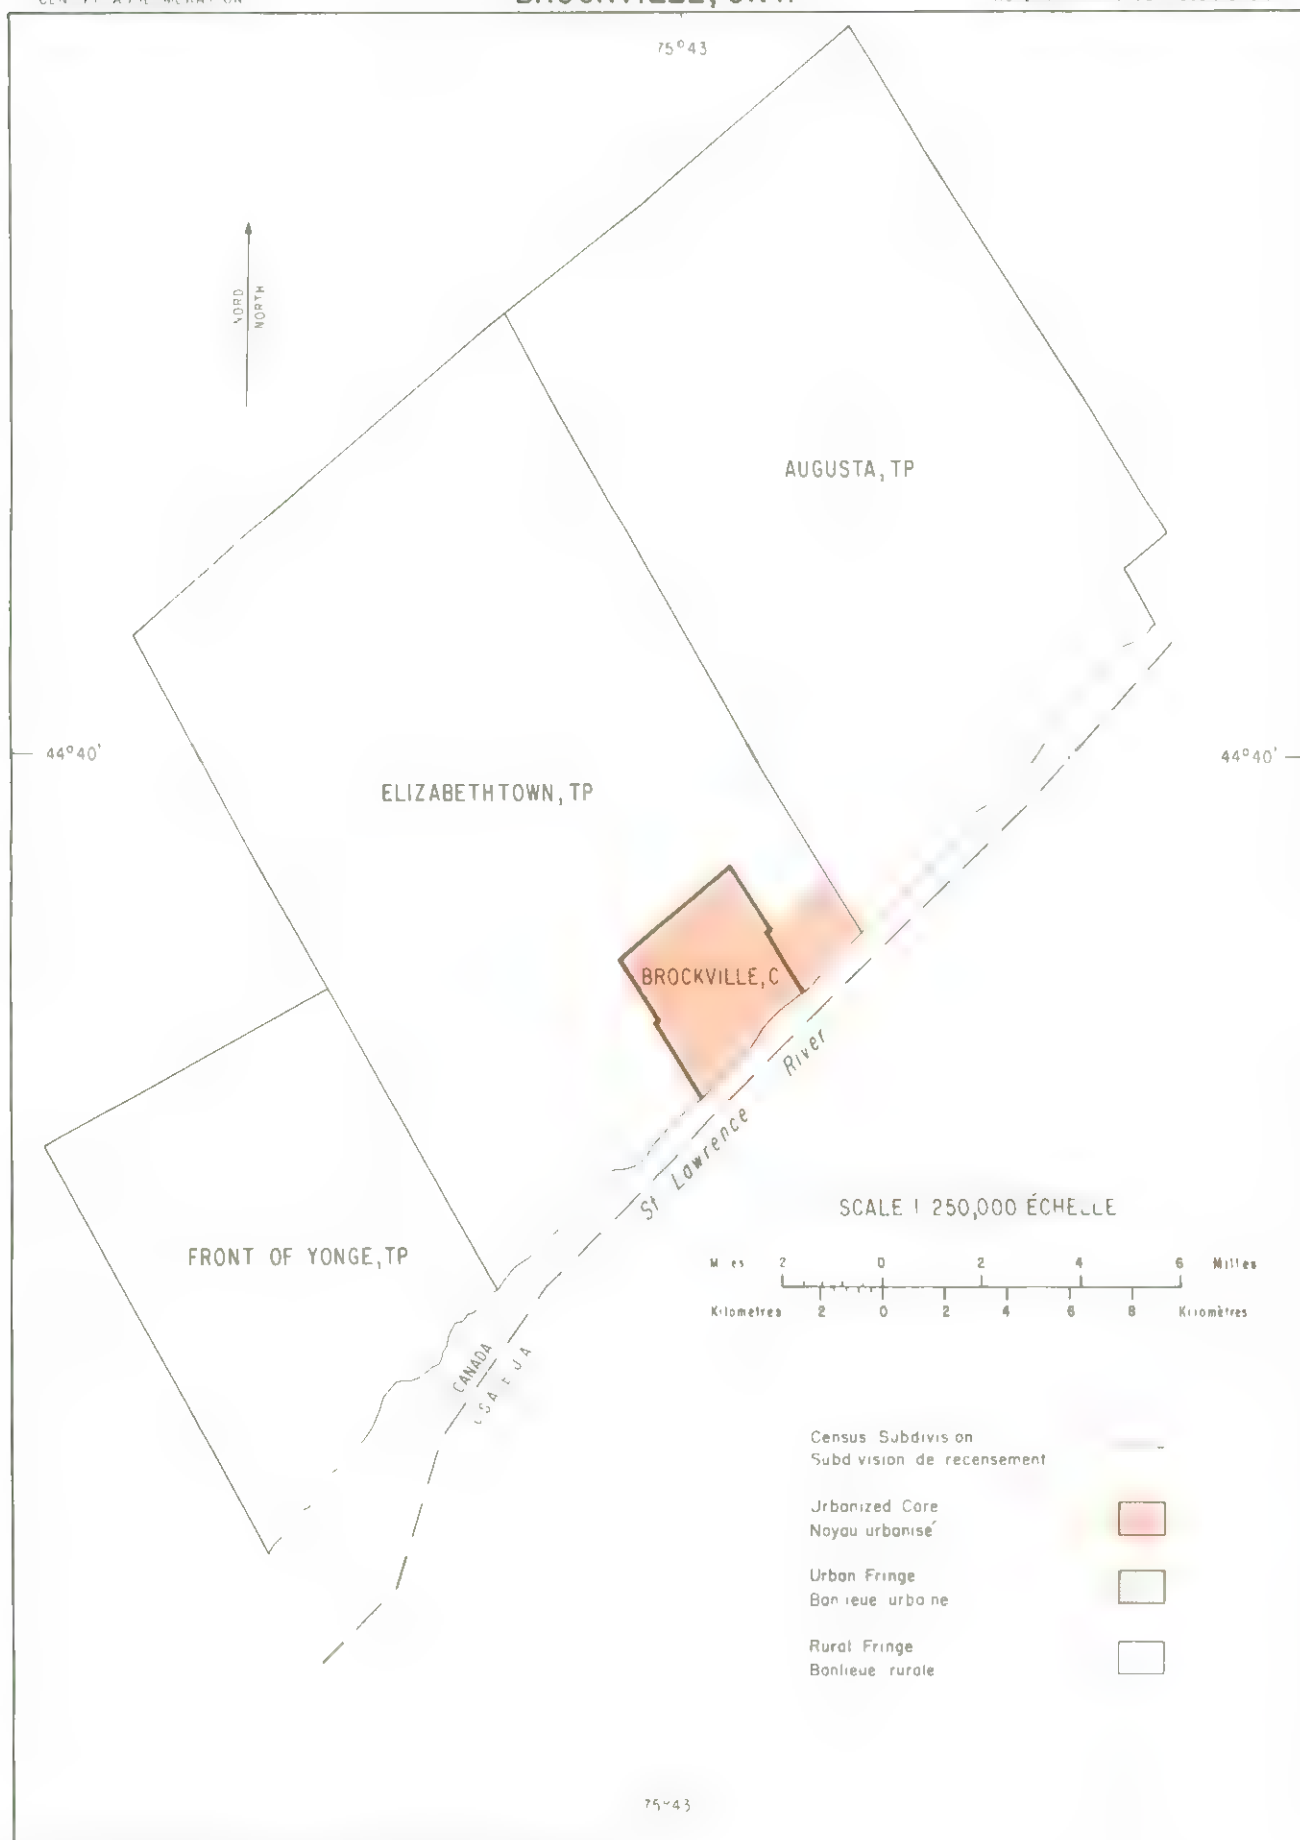 75°43
NORD
NORTH
AUGUSTA, TP
44°40'
44°40'
ELIZABETHTOWN, TP
BROCKVILLE, C
St Lawrence River
SCALE 1 250,000 ÉCHELLE
FRONT OF YONGE, TP
2 0 2 4 6 Milles
Kilometres 2 0 2 4 6 8 Kilomètres
CANADA
Census Subdivision
Subdivision de recensement
Urbanized Core
Noyau urbanisé
Urban Fringe
Banlieue urbaine
Rural Fringe
Banlieue rurale
75°43